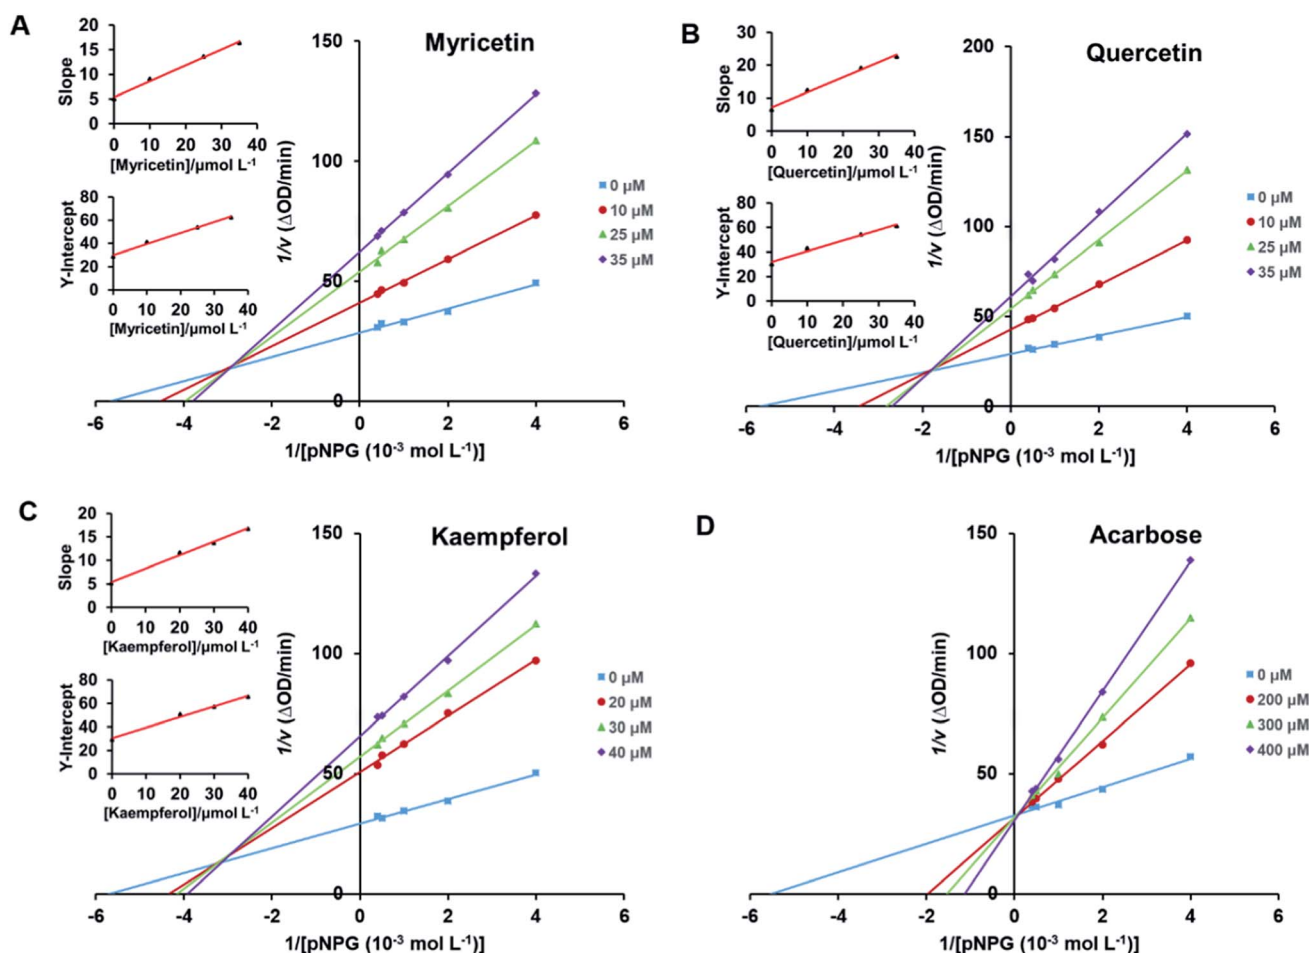 A
Myricetin
20
15
10
5
0
Slope
0 10 20 30 40
[Myricetin]/µmol L-1
80
60
40
20
0
Y-Intercept
0 10 20 30 40
[Myricetin]/µmol L-1
150
100
50
0
1/v (∆OD/min)
-6 -4 -2 0 2 4 6
1/[pNPG (10-3 mol L-1)]
0 µM
10 µM
25 µM
35 µM
B
Quercetin
30
20
10
0
Slope
0 10 20 30 40
[Quercetin]/µmol L-1
80
60
40
20
0
Y-Intercept
0 10 20 30 40
[Quercetin]/µmol L-1
200
150
100
50
0
1/v (∆OD/min)
-6 -4 -2 0 2 4 6
1/[pNPG (10-3 mol L-1)]
0 µM
10 µM
25 µM
35 µM
C
Kaempferol
20
15
10
5
0
Slope
0 10 20 30 40
[Kaempferol]/µmol L-1
80
60
40
20
0
Y-Intercept
0 10 20 30 40
[Kaempferol]/µmol L-1
150
100
50
0
1/v (∆OD/min)
-6 -4 -2 0 2 4 6
1/[pNPG (10-3 mol L-1)]
0 µM
20 µM
30 µM
40 µM
D
Acarbose
150
100
50
0
1/v (∆OD/min)
-6 -4 -2 0 2 4 6
1/[pNPG (10-3 mol L-1)]
0 µM
200 µM
300 µM
400 µM